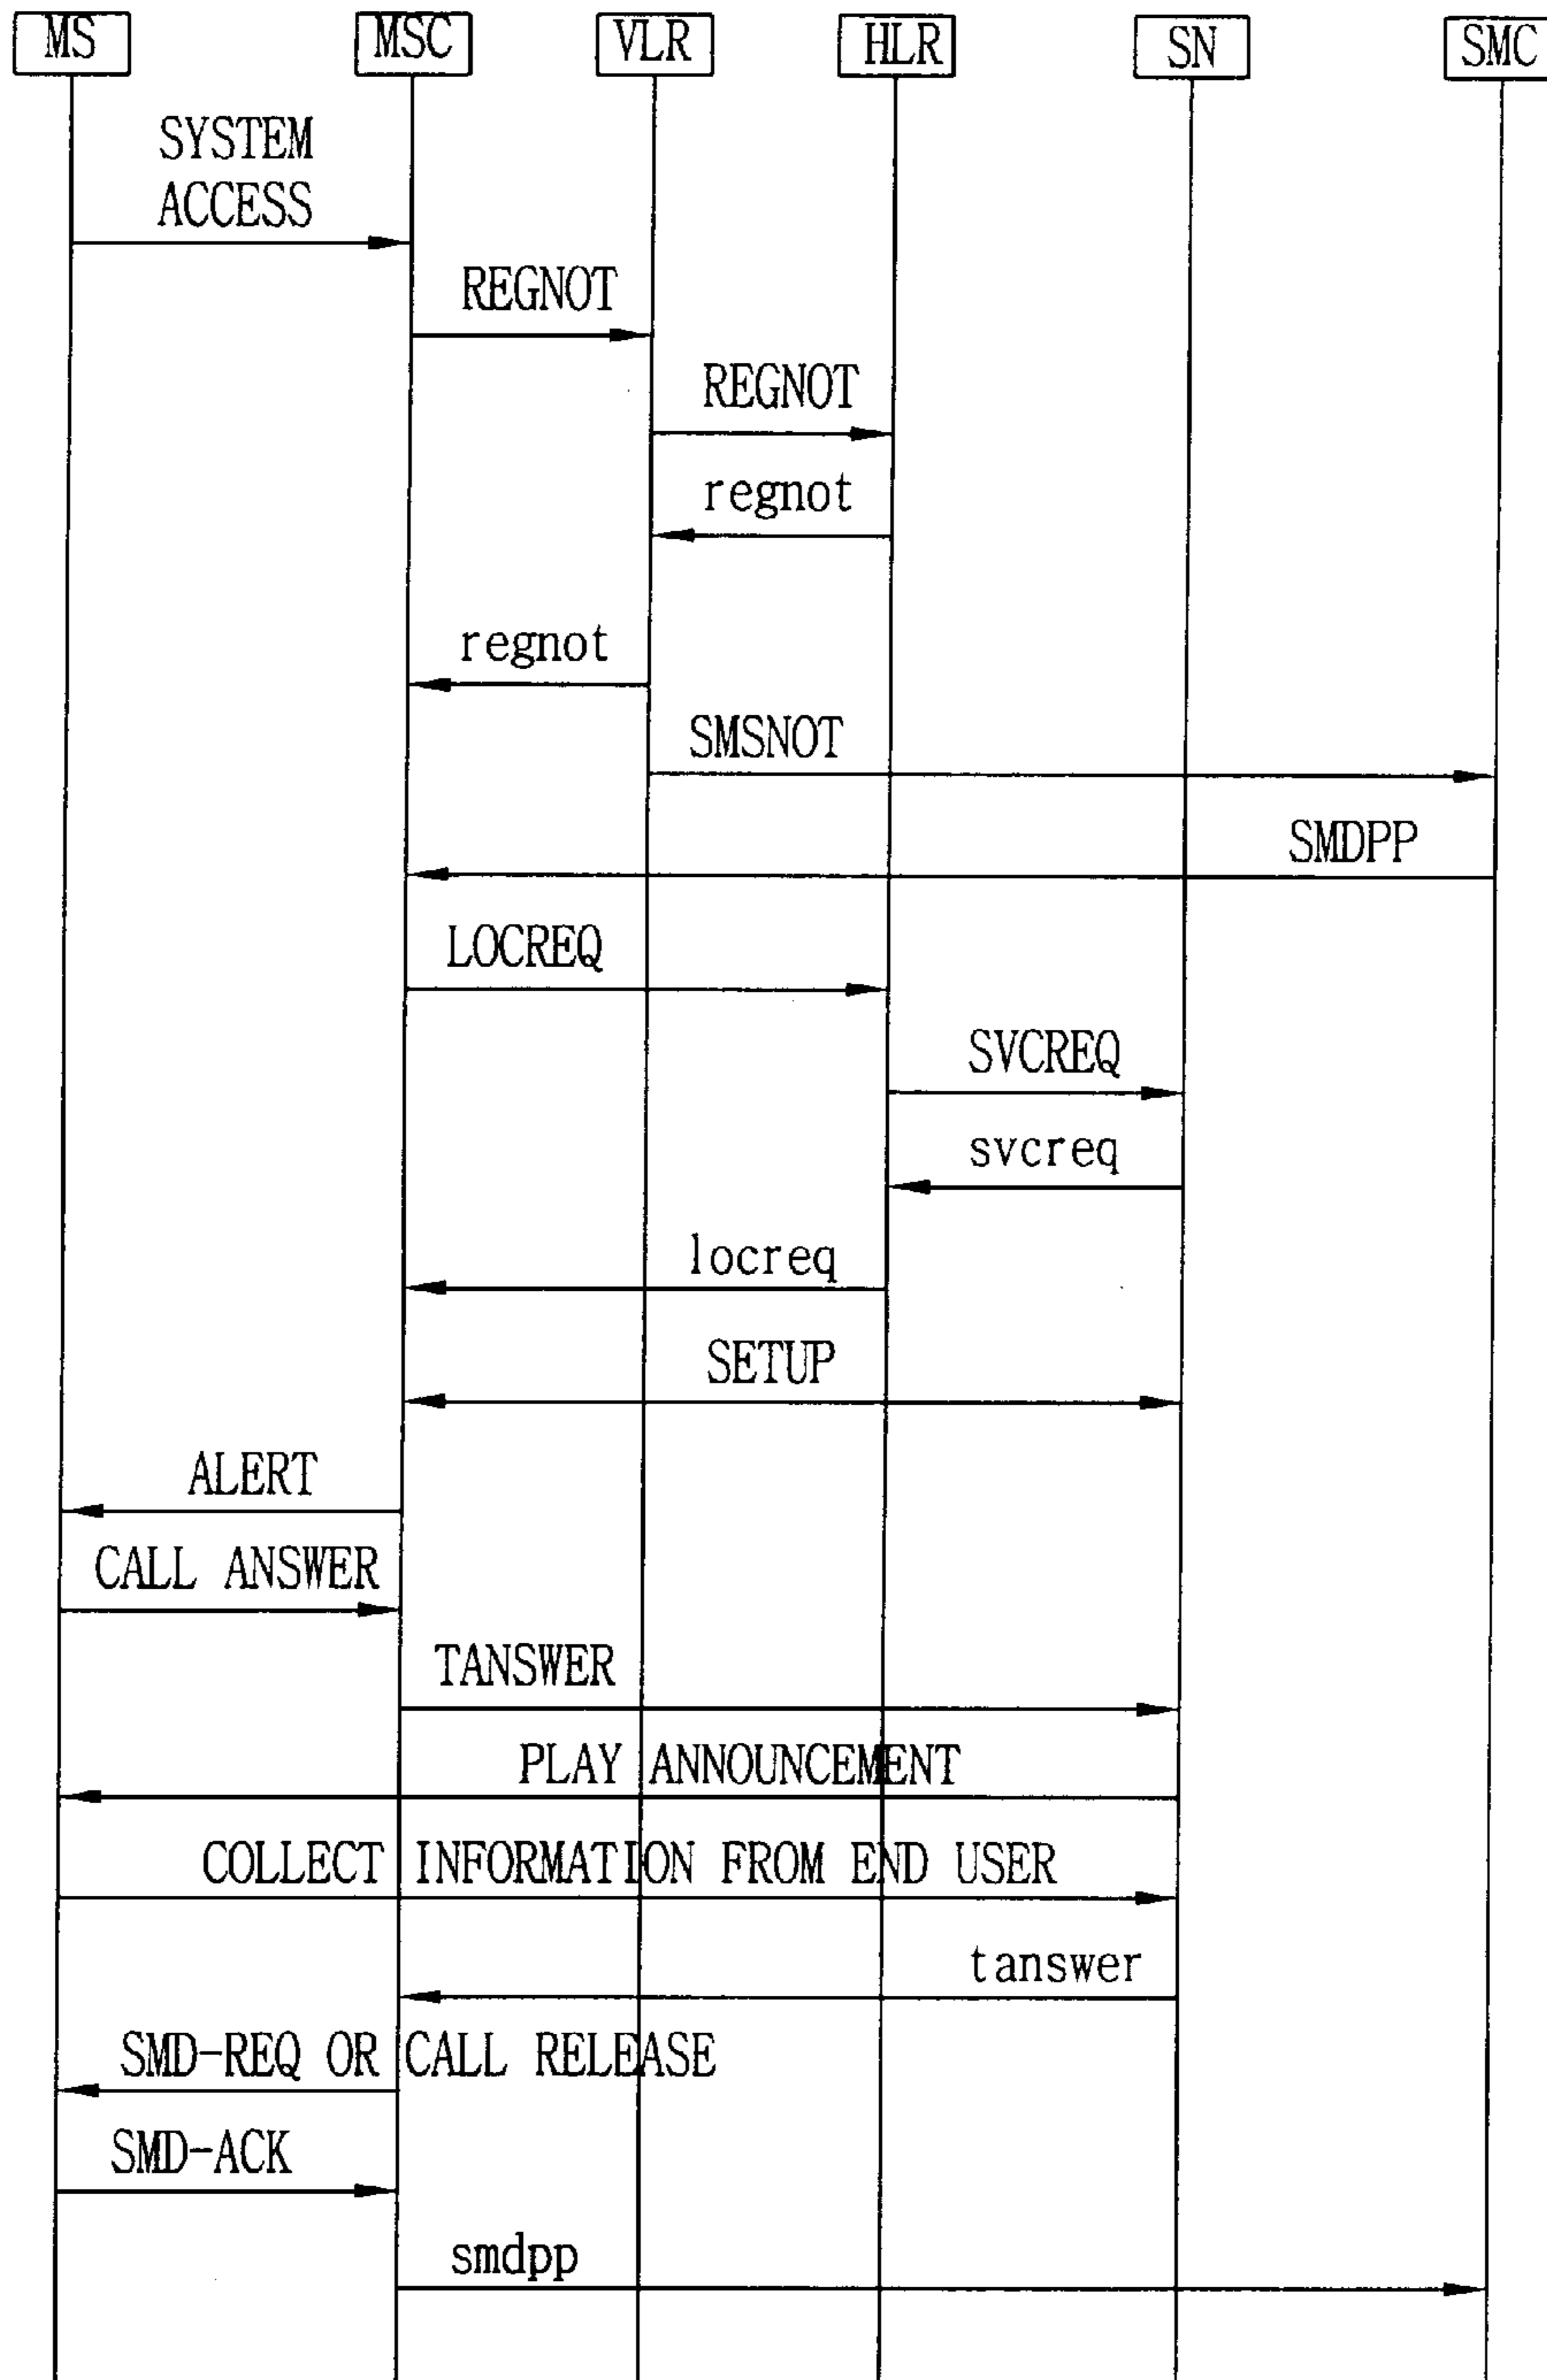 MS
MSC
VLR
HLR
SN
SMC
SYSTEM
ACCESS
REGNOT
REGNOT
regnot
regnot
SMSNOT
SMDPP
LOCREQ
SVCREQ
svcreq
locreq
SETUP
ALERT
CALL ANSWER
TANSWER
PLAY ANNOUNCEMENT
COLLECT INFORMATION FROM END USER
tanswer
SMD-REQ OR CALL RELEASE
SMD-ACK
smdpp